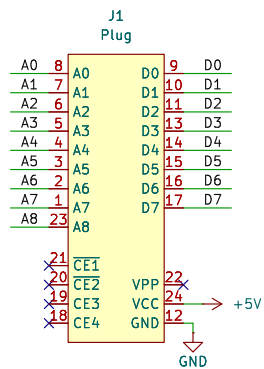 J1
Plug
A0 8 A0 D0 9 D0
A1 7 A1 D1 10 D1
A2 6 A2 D2 11 D2
A3 5 A3 D3 13 D3
A4 4 A4 D4 14 D4
A5 3 A5 D5 15 D5
A6 2 A6 D6 16 D6
A7 1 A7 D7 17 D7
A8 23 A8
21 CE1
20 CE2 VPP 22
19 CE3 VCC 24 +5V
18 CE4 GND 12
GND